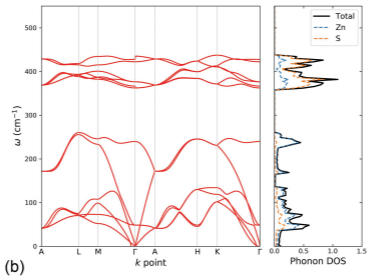 500
400
300
200
100
0
ω (cm⁻¹)
A L M Γ A H K Γ
k point
(b)
Total
Zn
S
0.0 0.5 1.0 1.5
Phonon DOS